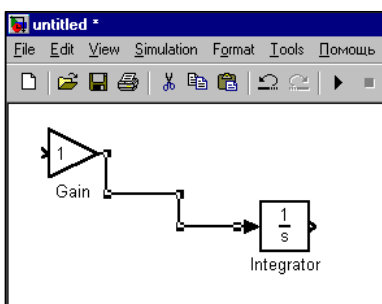 untitled *
File Edit View Simulation Format Tools Помощь
1
Gain
1
s
Integrator